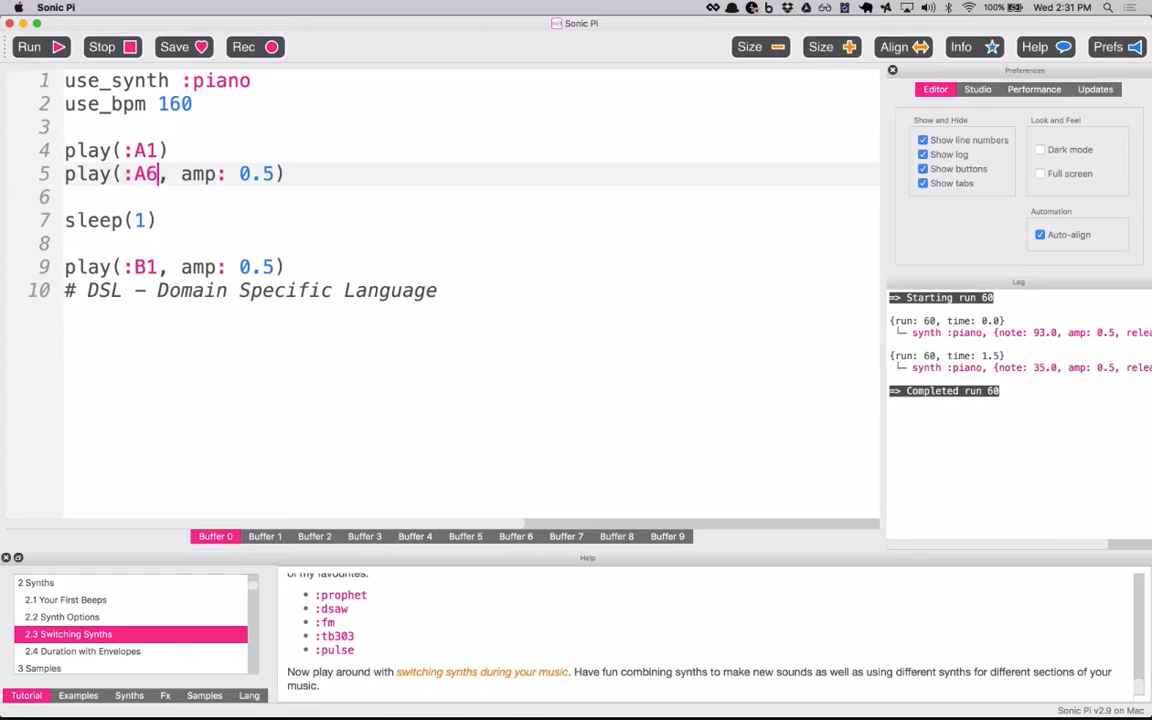 Sonic Pi
100%
Wed 2:31 PM
Sonic Pi
Run
Stop
Save
Rec
Size
Size
Align
Info
Help
Prefs
1 use_synth :piano
2 use_bpm 160
3
4 play(:A1)
5 play(:A6, amp: 0.5)
6
7 sleep(1)
8
9 play(:B1, amp: 0.5)
10 # DSL - Domain Specific Language
Preferences
Editor
Studio
Performance
Updates
Show and Hide
Show line numbers
Show log
Show buttons
Show tabs
Look and Feel
Dark mode
Full screen
Automation
Auto-align
Log
=> Starting run 60
{run: 60, time: 0.0}
synth :piano, {note: 93.0, amp: 0.5, relea
{run: 60, time: 1.5}
synth :piano, {note: 35.0, amp: 0.5, relea
=> Completed run 60
Buffer 0
Buffer 1
Buffer 2
Buffer 3
Buffer 4
Buffer 5
Buffer 6
Buffer 7
Buffer 8
Buffer 9
Help
2 Synths
2.1 Your First Beeps
2.2 Synth Options
2.3 Switching Synths
2.4 Duration with Envelopes
3 Samples
Tutorial
Examples
Synths
Fx
Samples
Lang
of my favourites.
• :prophet
• :dsaw
• :fm
• :tb303
• :pulse
Now play around with switching synths during your music. Have fun combining synths to make new sounds as well as using different synths for different sections of your
music.
Sonic Pi v2.9 on Mac